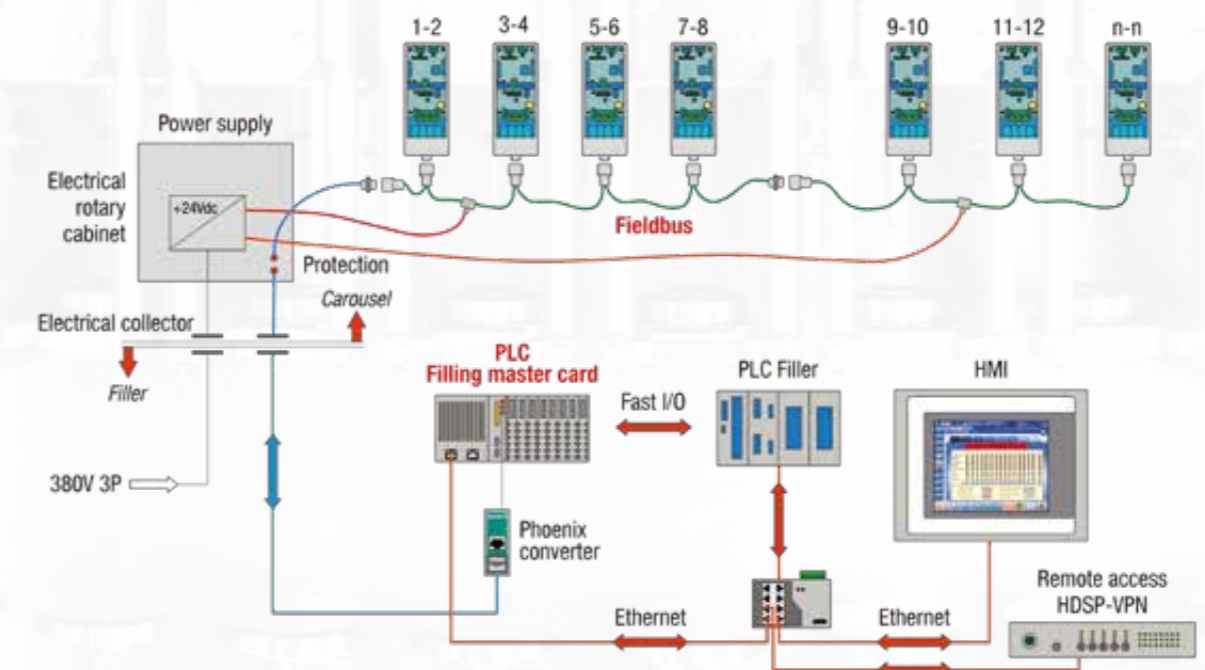 1-2
3-4
5-6
7-8
9-10
11-12
n-n
Power supply
Electrical
rotary
cabinet
+24Vdc
Fieldbus
Protection
Carousel
Electrical collector
Filler
380V 3P
PLC
Filling master card
Fast I/O
PLC Filler
HMI
Phoenix
converter
Ethernet
Ethernet
Remote access
HDSP-VPN